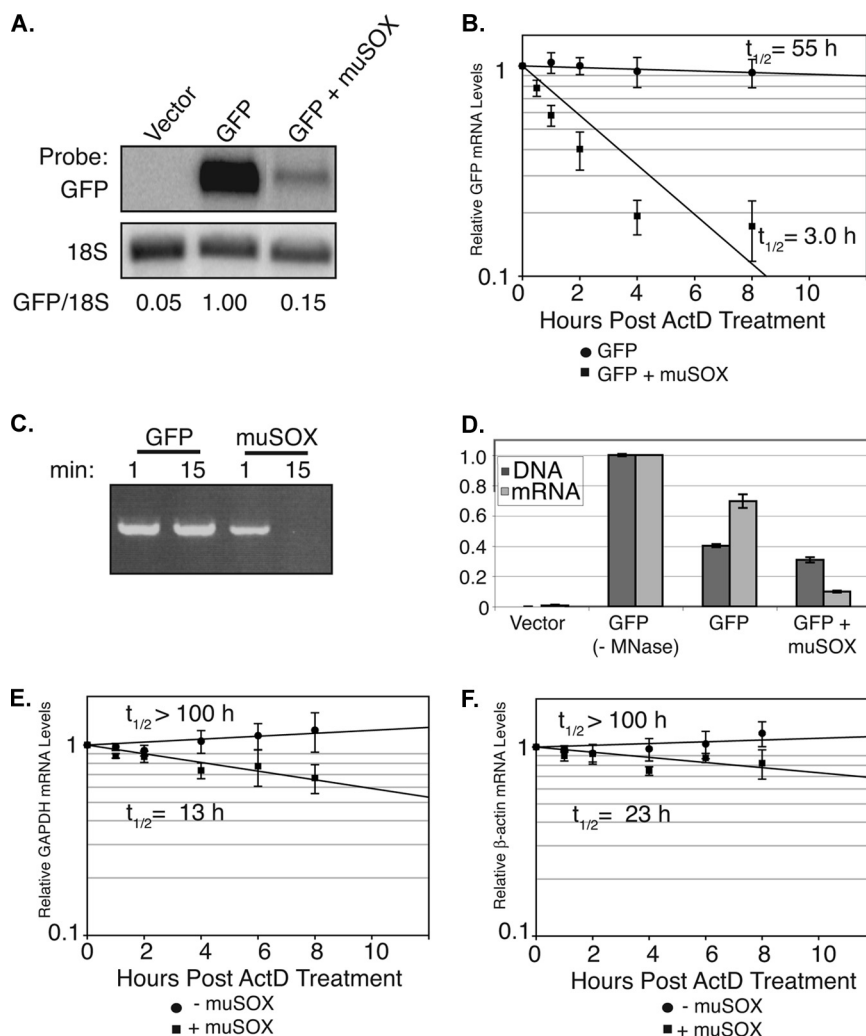 A.
Vector
GFP
GFP + muSOX
Probe:
GFP
18S
GFP/18S 0.05 1.00 0.15
B.
Relative GFP mRNA Levels
1
0.1
t1/2 = 55 h
t1/2 = 3.0 h
0 2 4 6 8 10
Hours Post ActD Treatment
GFP
GFP + muSOX
C.
GFP muSOX
min: 1 15 1 15
D.
1.0
0.8
0.6
0.4
0.2
0
DNA
mRNA
Vector
GFP
(- MNase)
GFP
GFP +
muSOX
E.
Relative GAPDH mRNA Levels
1
0.1
t1/2 > 100 h
t1/2 = 13 h
0 2 4 6 8 10
Hours Post ActD Treatment
- muSOX
+ muSOX
F.
Relative β-actin mRNA Levels
1
0.1
t1/2 > 100 h
t1/2 = 23 h
0 2 4 6 8 10
Hours Post ActD Treatment
- muSOX
+ muSOX